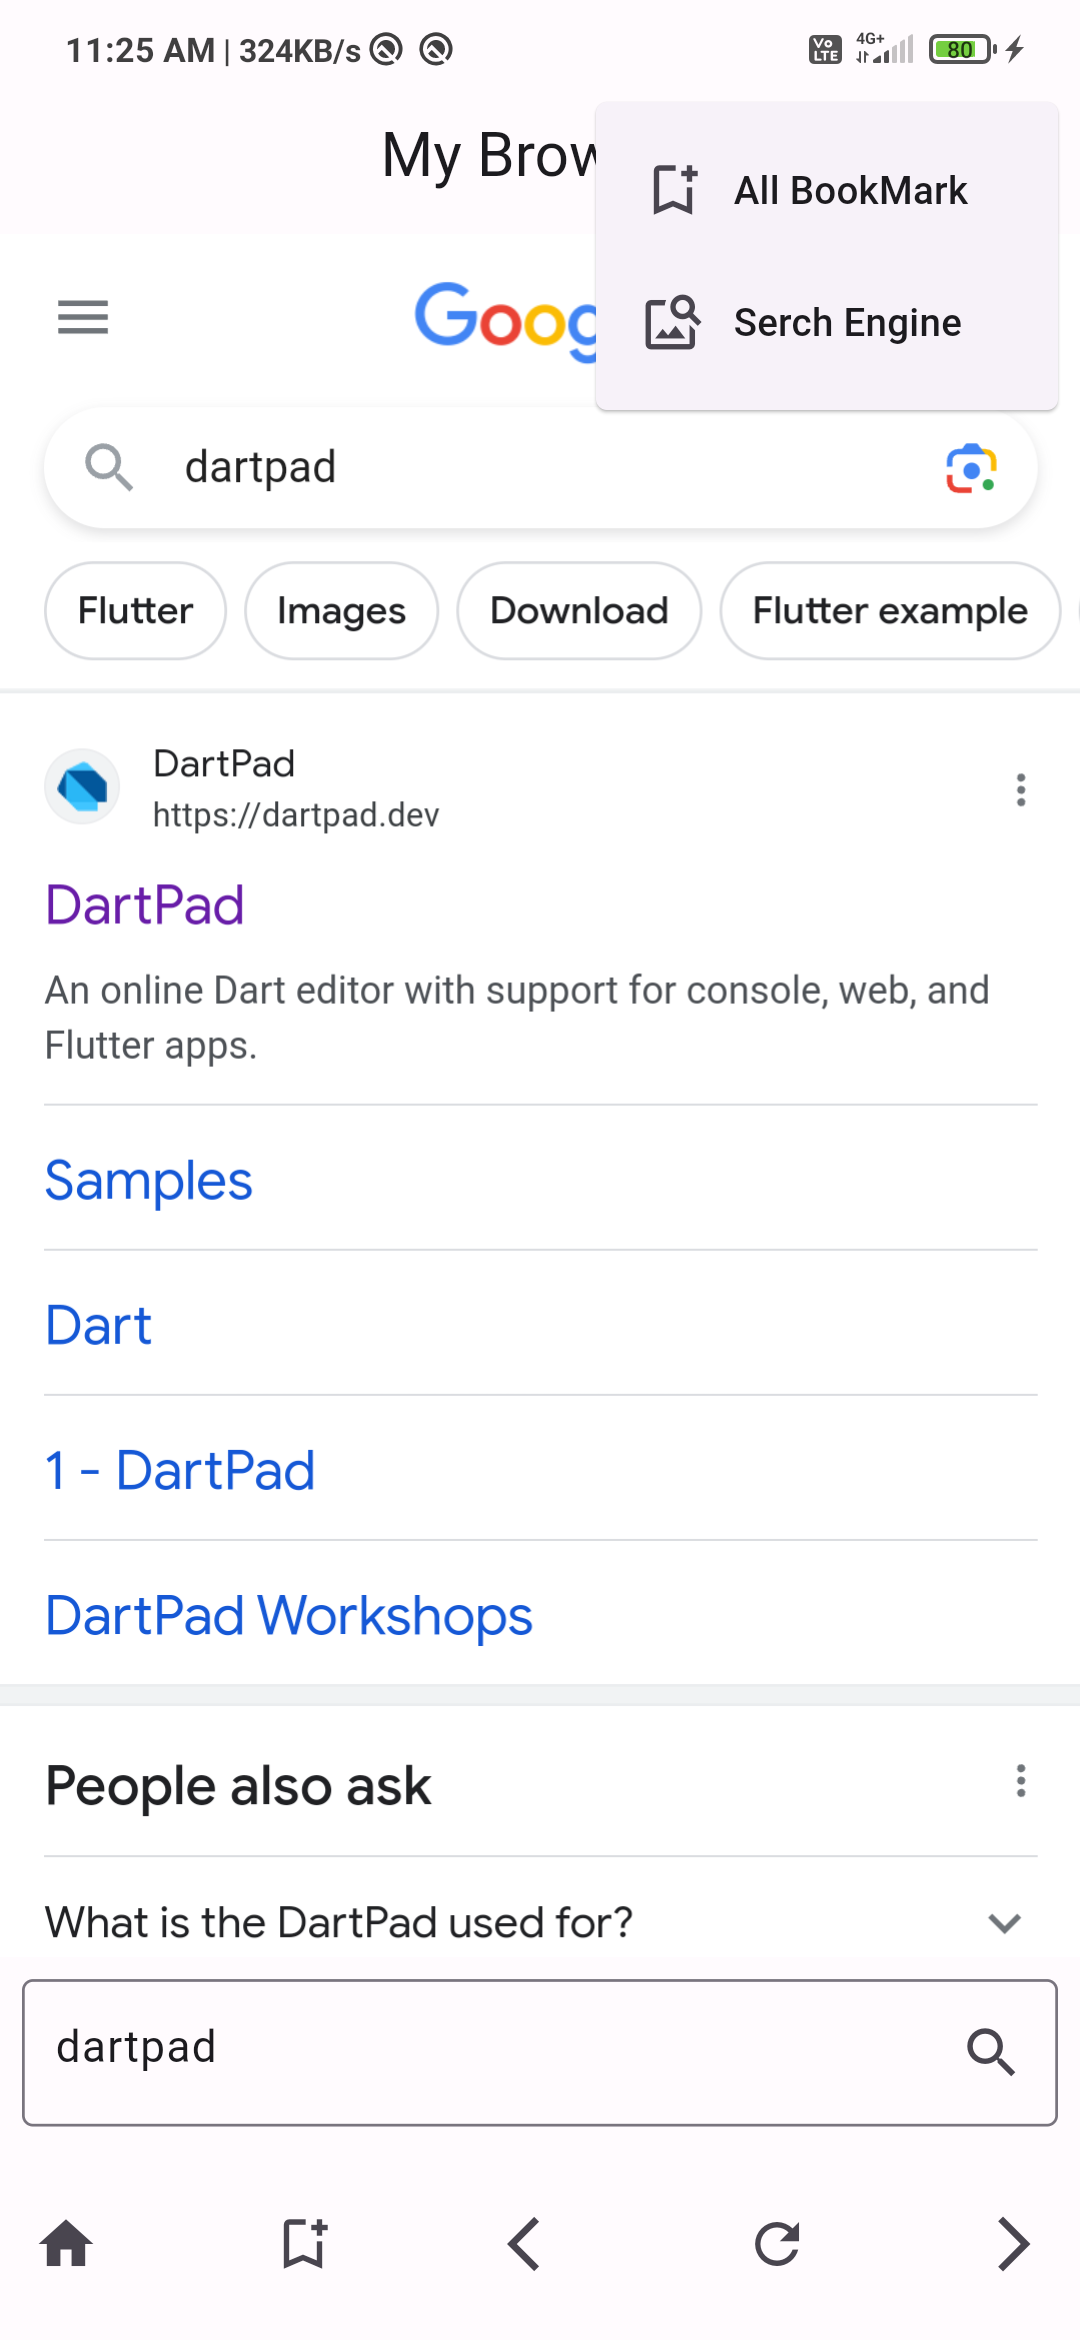 11:25 AM | 324KB/s
Vo LTE 4G+ 80
My Brow
All BookMark
Goog
Serch Engine
dartpad
Flutter Images Download Flutter example
DartPad
https://dartpad.dev
DartPad
An online Dart editor with support for console, web, and
Flutter apps.
Samples
Dart
1 - DartPad
DartPad Workshops
People also ask
What is the DartPad used for?
dartpad